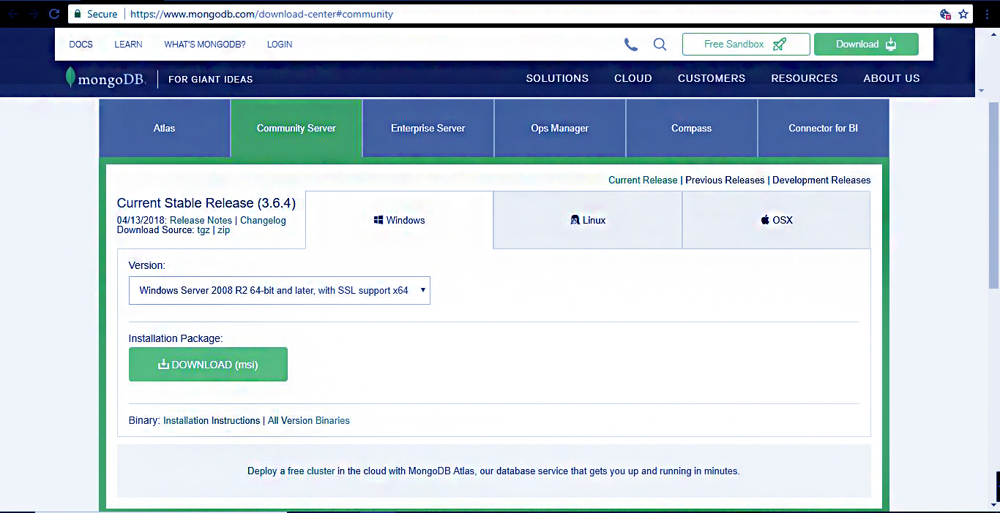 Secure | https://www.mongodb.com/download-center#community
DOCS LEARN WHAT'S MONGODB? LOGIN Free Sandbox Download
mongoDB. FOR GIANT IDEAS SOLUTIONS CLOUD CUSTOMERS RESOURCES ABOUT US
Atlas Community Server Enterprise Server Ops Manager Compass Connector for BI
Current Release | Previous Releases | Development Releases
Current Stable Release (3.6.4)
04/13/2018: Release Notes | Changelog
Download Source: tgz | zip
Windows Linux OSX
Version:
Windows Server 2008 R2 64-bit and later, with SSL support x64
Installation Package:
DOWNLOAD (msi)
Binary: Installation Instructions | All Version Binaries
Deploy a free cluster in the cloud with MongoDB Atlas, our database service that gets you up and running in minutes.